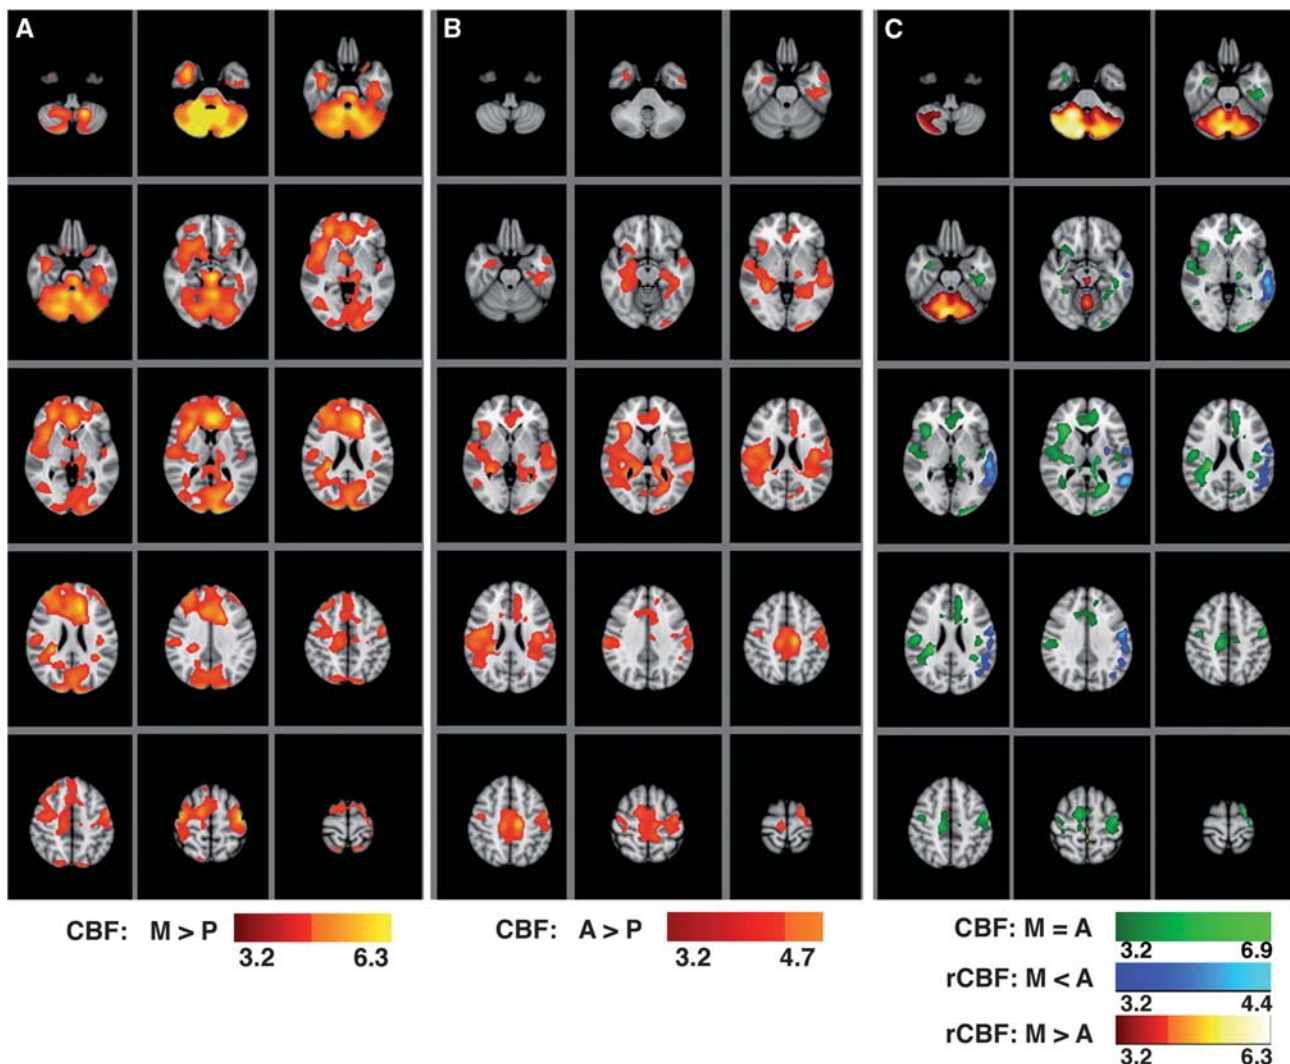 A
B
C
CBF: M > P
3.2 6.3
CBF: A > P
3.2 4.7
CBF: M = A
3.2 6.9
rCBF: M < A
3.2 4.4
rCBF: M > A
3.2 6.3